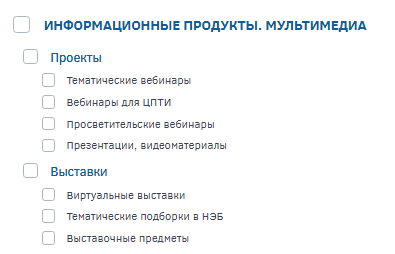 ИНФОРМАЦИОННЫЕ ПРОДУКТЫ. МУЛЬТИМЕДИА
Проекты
Тематические вебинары
Вебинары для ЦПТИ
Просветительские вебинары
Презентации, видеоматериалы
Выставки
Виртуальные выставки
Тематические подборки в НЭБ
Выставочные предметы